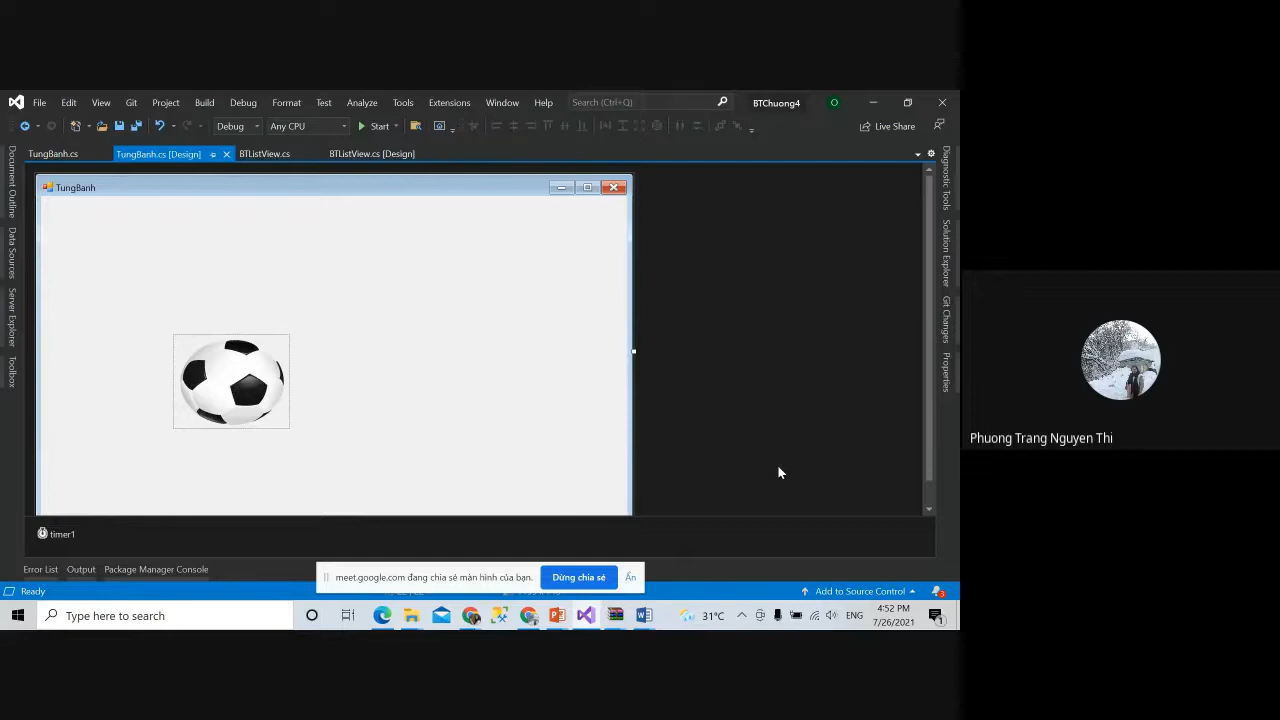 File Edit View Git Project Build Debug Format Test Analyze Tools Extensions Window Help Search (Ctrl+Q) BTChuong4 O
Debug Any CPU Start Live Share
TungBanh.cs TungBanh.cs [Design] BTListView.cs BTListView.cs [Design]
Document Outline
Data Sources
Server Explorer
Toolbox
TungBanh
Diagnostic Tools
Solution Explorer
Git Changes
Properties
Phuong Trang Nguyen Thi
timer1
Error List Output Package Manager Console
meet.google.com đang chia sẻ màn hình của bạn. Dừng chia sẻ Ẩn
Ready Add to Source Control 3
Type here to search 31°C ENG 4:52 PM
7/26/2021 1